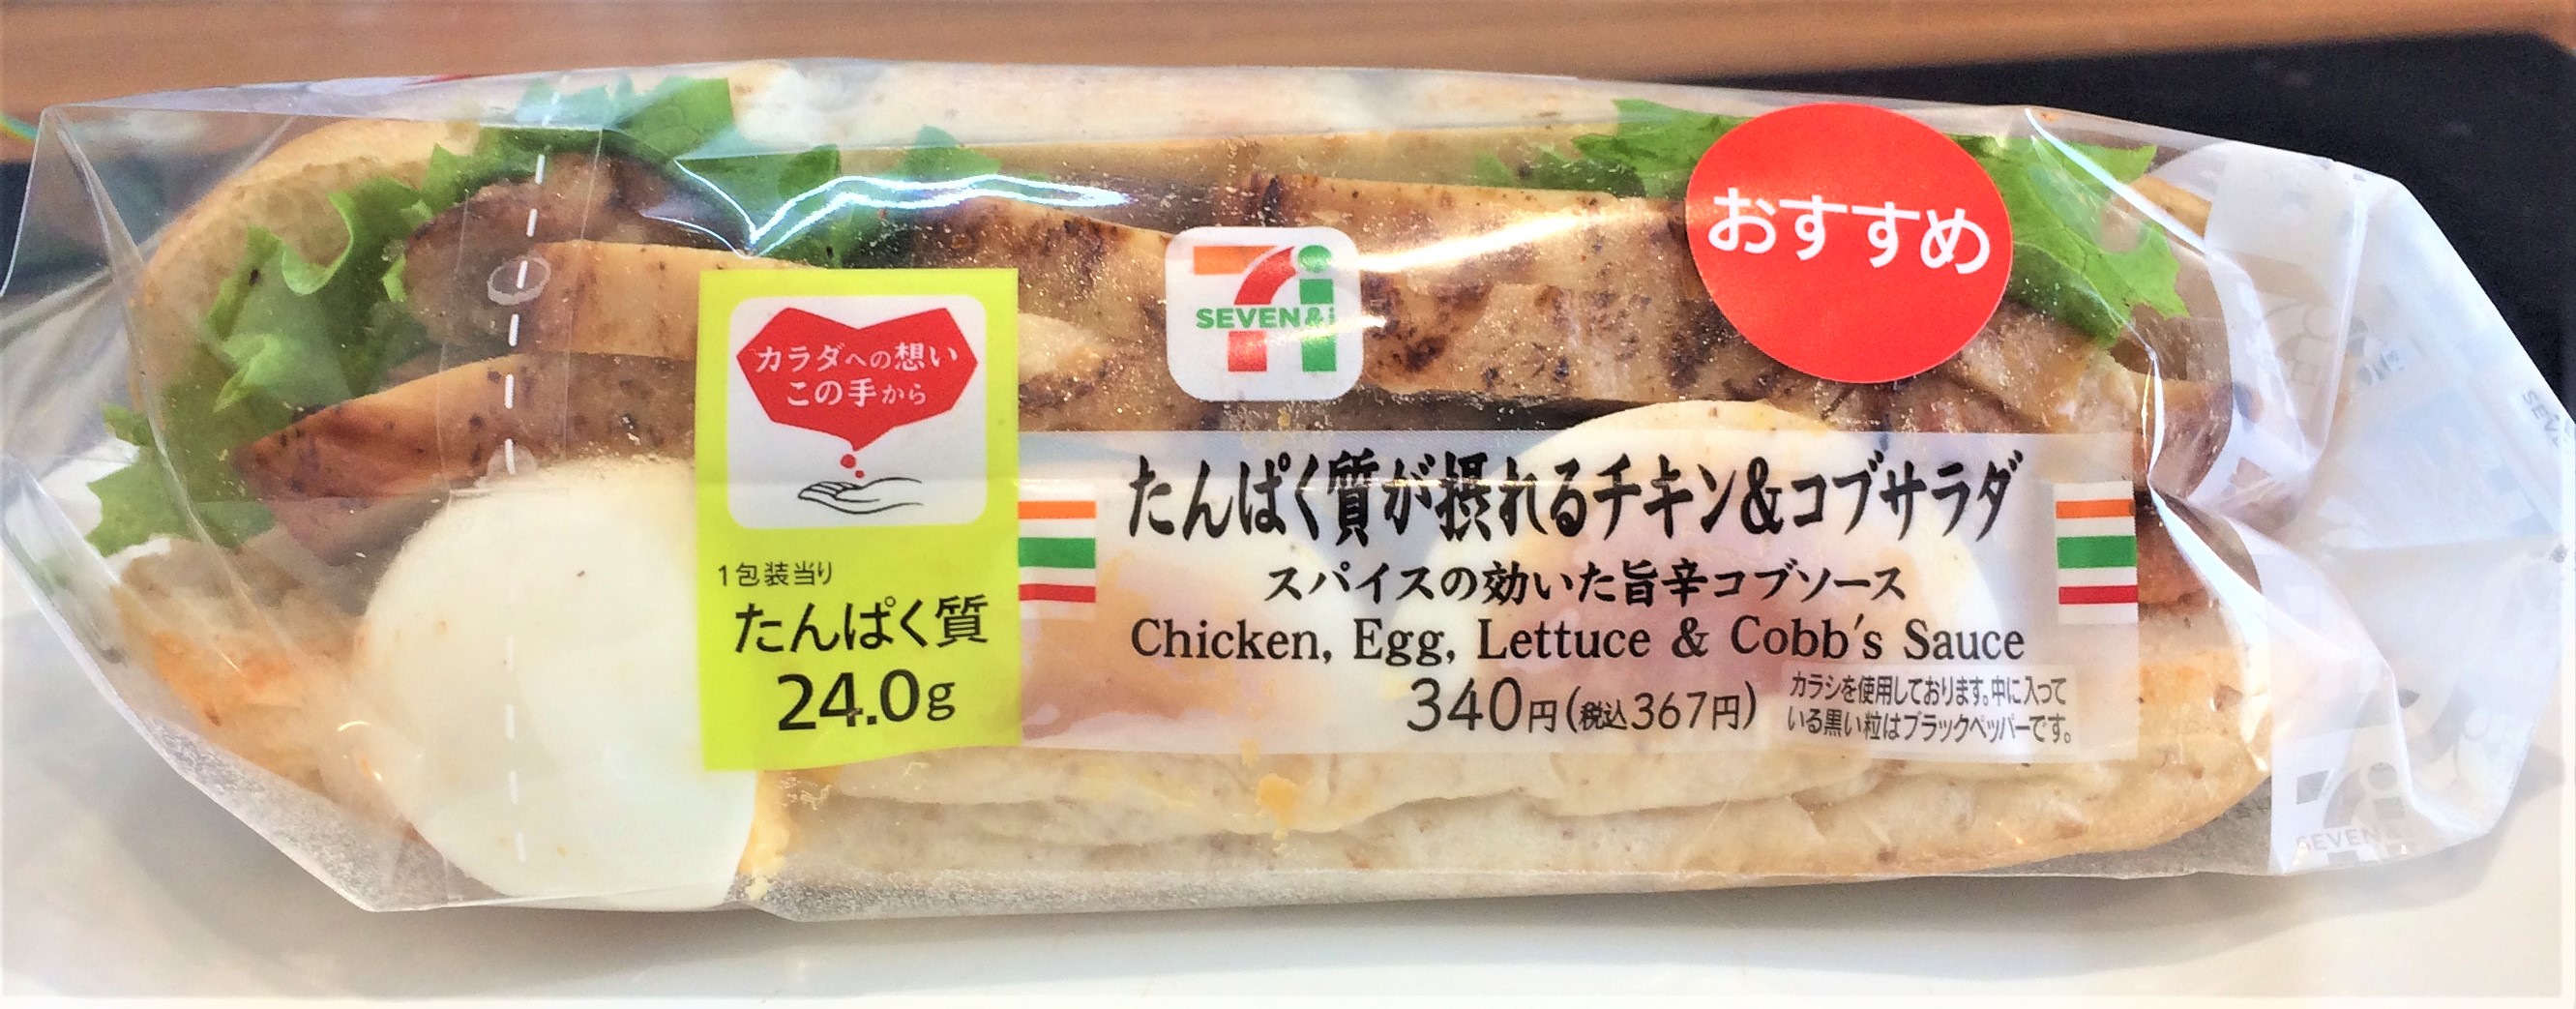 おすすめ
SEVEN&i
カラダへの想い
この手から
1包装当り
たんぱく質
24.0g
たんぱく質が摂れるチキン&コブサラダ
スパイスの効いた旨辛コブソース
Chicken, Egg, Lettuce & Cobb's Sauce
340円(税込367円)
カラシを使用しております。中に入って
いる黒い粒はブラックペッパーです。
SEVEN&i